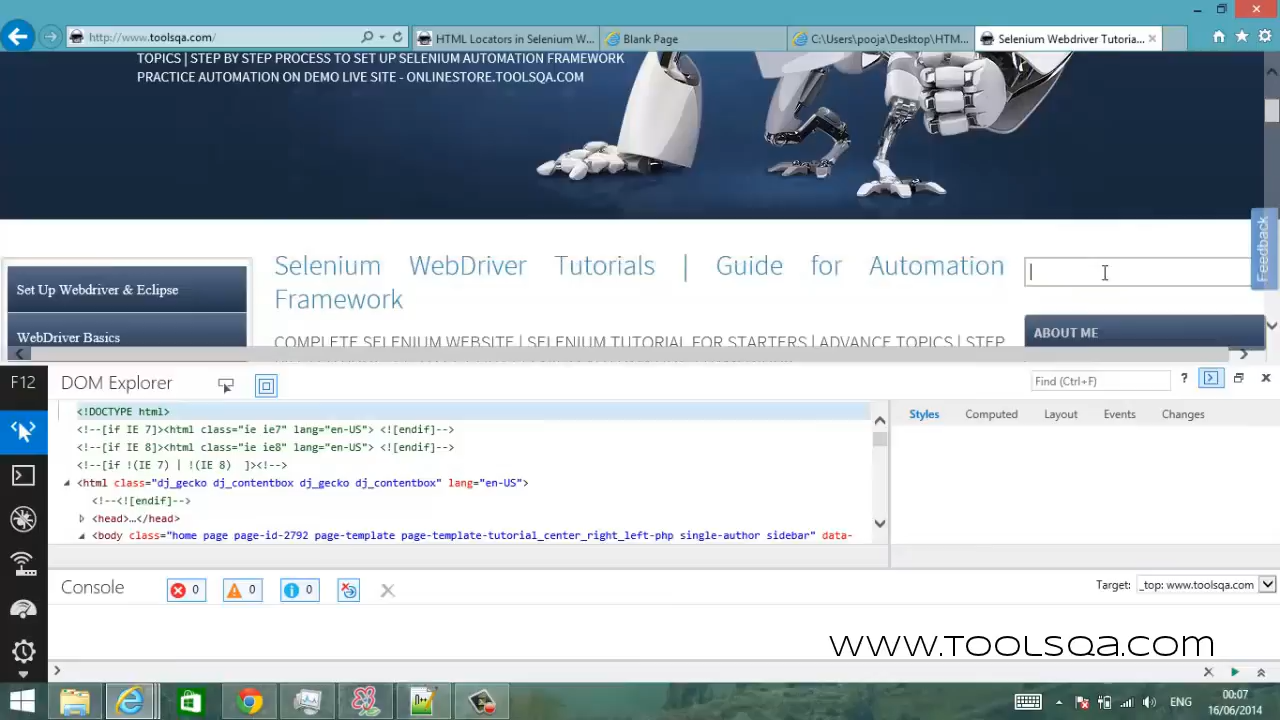 http://www.toolsqa.com/
HTML Locators in Selenium W...
Blank Page
C:\Users\pooja\Desktop\HTM...
Selenium Webdriver Tutoria...
TOPICS | STEP BY STEP PROCESS TO SET UP SELENIUM AUTOMATION FRAMEWORK
PRACTICE AUTOMATION ON DEMO LIVE SITE - ONLINESTORE.TOOLSQA.COM
Feedback
Set Up Webdriver & Eclipse
WebDriver Basics
Selenium WebDriver Tutorials | Guide for Automation
Framework
COMPLETE SELENIUM WEBSITE | SELENIUM TUTORIAL FOR STARTERS | ADVANCE TOPICS | STEP
ABOUT ME
F12
DOM Explorer
Find (Ctrl+F)
?
<!DOCTYPE html>
<!--[if IE 7]><html class="ie ie7" lang="en-US"> <![endif]-->
<!--[if IE 8]><html class="ie ie8" lang="en-US"> <![endif]-->
<!--[if !(IE 7) | !(IE 8)  ]><!-->
<html class="dj_gecko dj_contentbox dj_gecko dj_contentbox" lang="en-US">
<!--<![endif]-->
<head>…</head>
<body class="home page page-id-2792 page-template page-template-tutorial_center_right_left-php single-author sidebar" data-
Styles
Computed
Layout
Events
Changes
Console
0
0
0
Target: _top: www.toolsqa.com
www.TOOLSQA.COM
ENG
00:07
16/06/2014